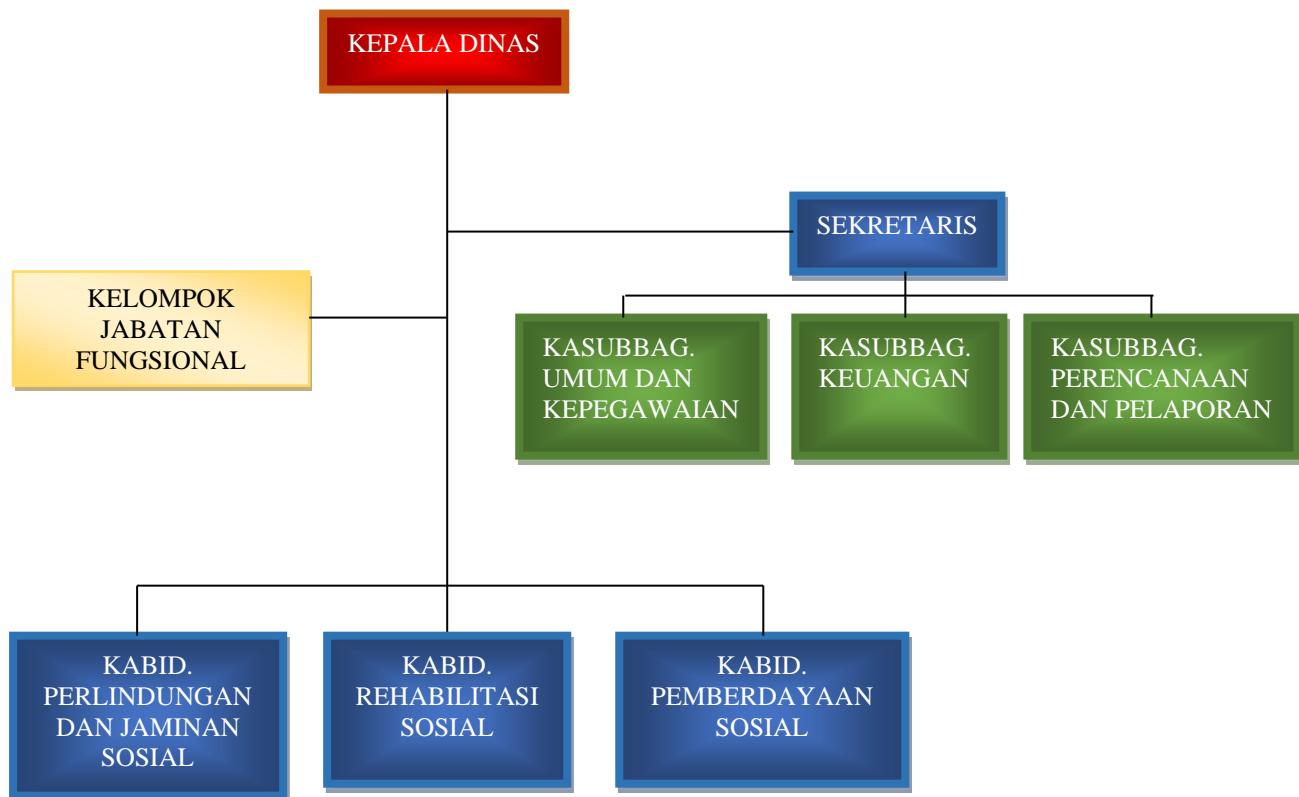 KEPALA DINAS
SEKRETARIS
KELOMPOK
JABATAN
FUNGSIONAL
KASUBBAG.
UMUM DAN
KEPEGAWAIAN
KASUBBAG.
KEUANGAN
KASUBBAG.
PERENCANAAN
DAN PELAPORAN
KABID.
PERLINDUNGAN
DAN JAMINAN
SOSIAL
KABID.
REHABILITASI
SOSIAL
KABID.
PEMBERDAYAAN
SOSIAL